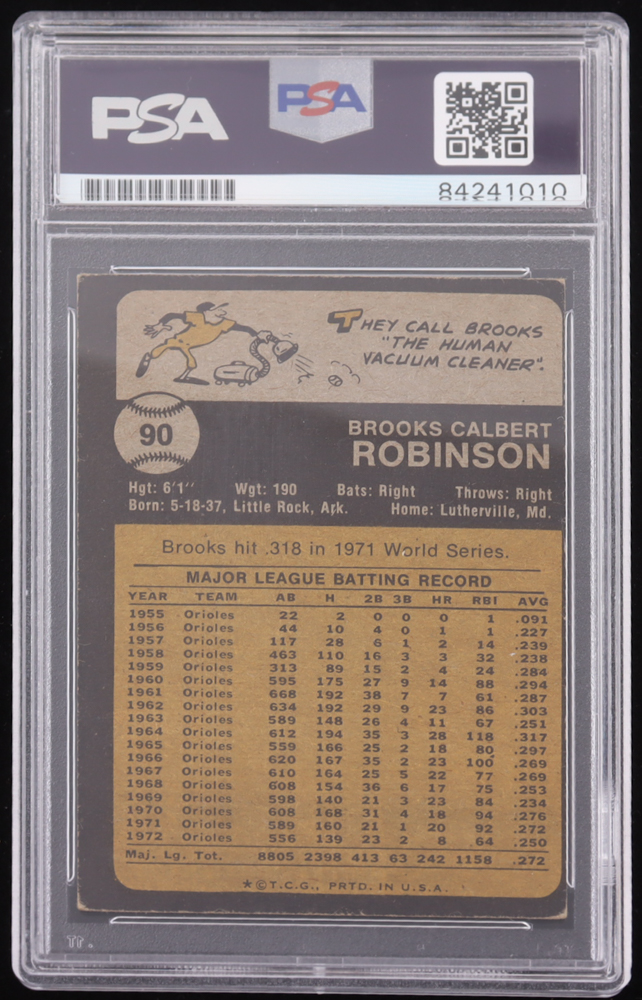 PSA
PSA
84241010
THEY CALL BROOKS
"THE HUMAN
VACUUM CLEANER".
90
BROOKS CALBERT
ROBINSON
Hgt: 6'1" Wgt: 190 Bats: Right Throws: Right
Born: 5-18-37, Little Rock, Ark. Home: Lutherville, Md.
Brooks hit .318 in 1971 World Series.
MAJOR LEAGUE BATTING RECORD
YEAR TEAM AB H 2B 3B HR RBI AVG
1955 Orioles 22 2 0 0 0 1 .091
1956 Orioles 44 10 4 0 1 1 .227
1957 Orioles 117 28 6 1 2 14 .239
1958 Orioles 463 110 16 3 3 32 .238
1959 Orioles 313 89 15 2 4 24 .284
1960 Orioles 595 175 27 9 14 88 .294
1961 Orioles 668 192 38 7 7 61 .287
1962 Orioles 634 192 29 9 23 86 .303
1963 Orioles 589 148 26 4 11 67 .251
1964 Orioles 612 194 35 3 28 118 .317
1965 Orioles 559 166 25 2 18 80 .297
1966 Orioles 620 167 35 2 23 100 .269
1967 Orioles 610 164 25 5 22 77 .269
1968 Orioles 608 154 36 6 17 75 .253
1969 Orioles 598 140 21 3 23 84 .234
1970 Orioles 608 168 31 4 18 94 .276
1971 Orioles 589 160 21 1 20 92 .272
1972 Orioles 556 139 23 2 8 64 .250
Maj. Lg. Tot. 8805 2398 413 63 242 1158 .272
★©T.C.G., PRTD. IN U.S.A.